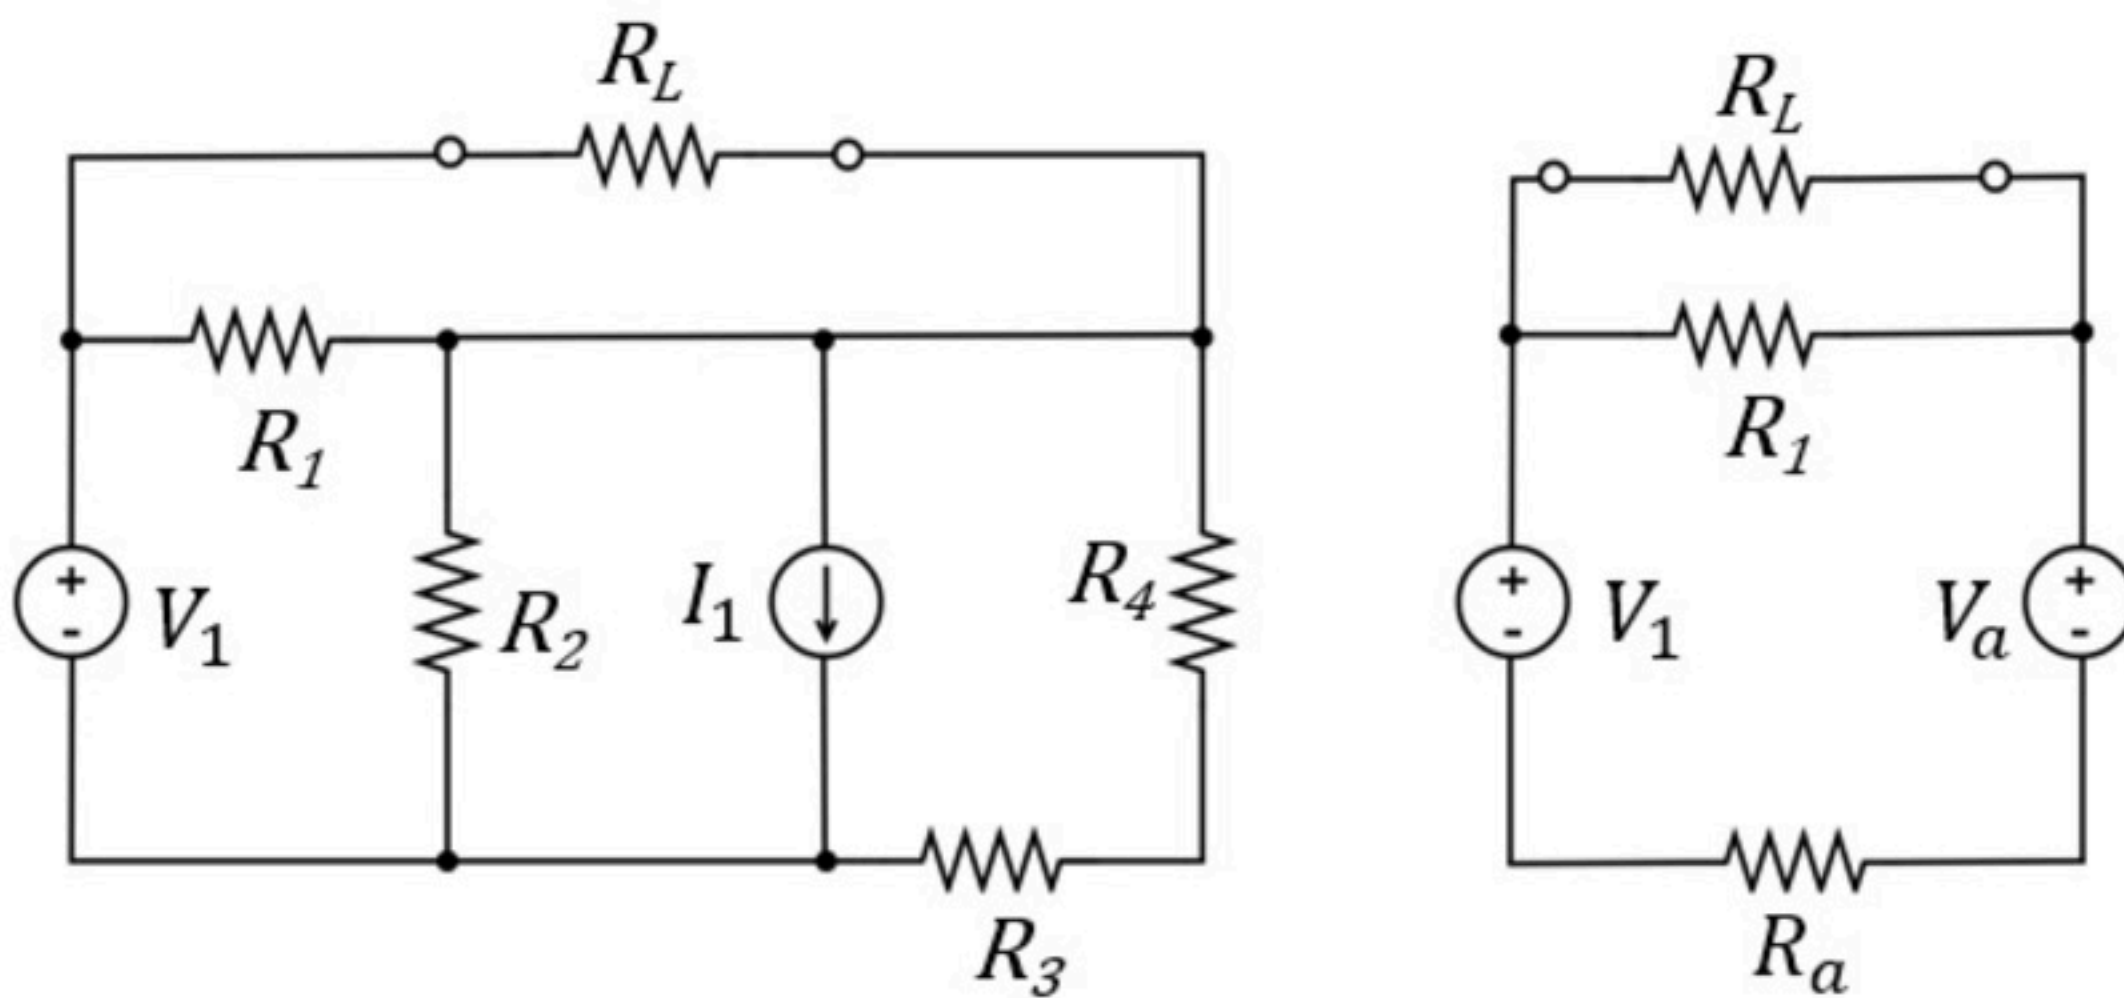 R_L
R_1
+
-
V_1
R_2
I_1
R_4
R_3
R_L
R_1
+
-
V_1
V_a
+
-
R_a